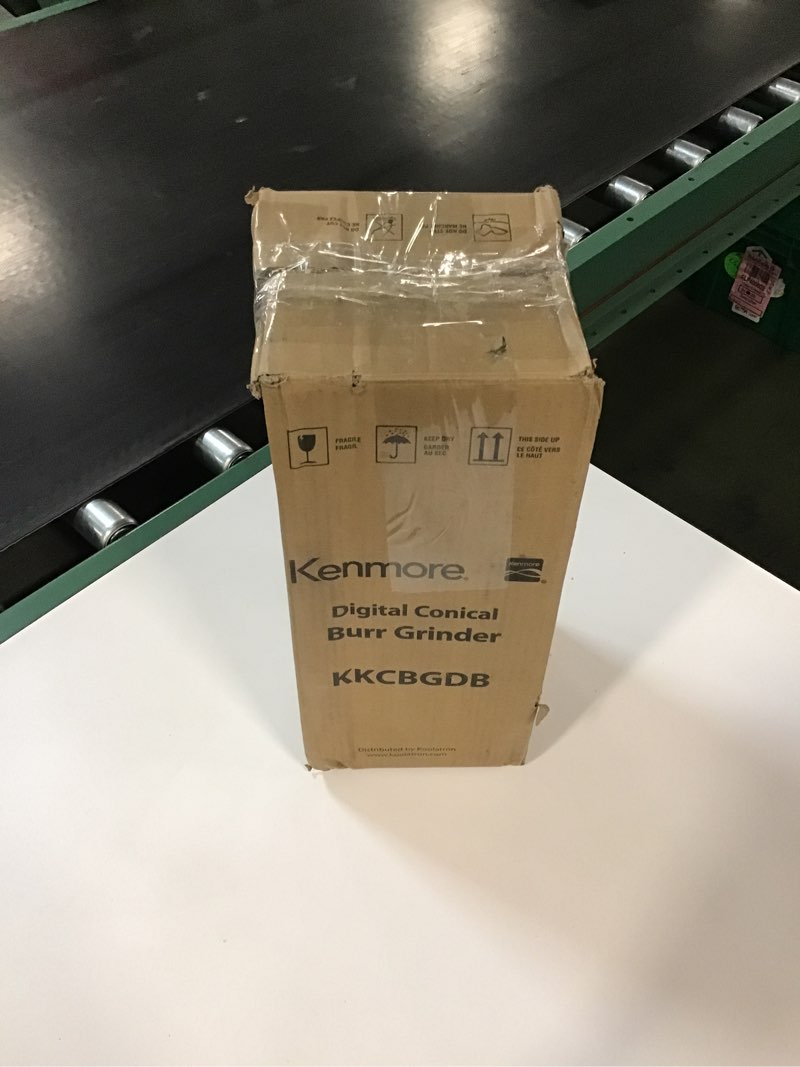 FRAGILE
FRAGIL
KEEP DRY
GARDER
AU SEC
THIS SIDE UP
CE CÔTÉ VERS
LE HAUT
Kenmore
Kenmore
Digital Conical
Burr Grinder
KKCBGDB
Distributed by Koolatron
www.koolatron.com